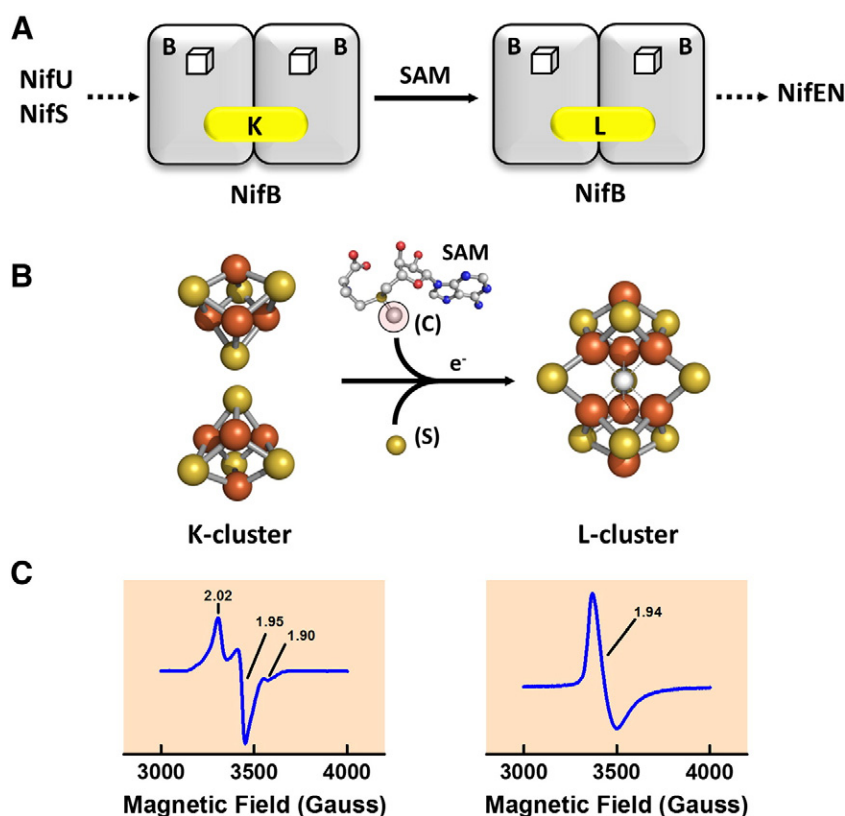 A
NifU
NifS
B
B
K
NifB
SAM
B
B
L
NifB
NifEN
B
SAM
(C)
e-
(S)
K-cluster
L-cluster
C
2.02
1.95
1.90
3000
3500
4000
Magnetic Field (Gauss)
1.94
3000
3500
4000
Magnetic Field (Gauss)